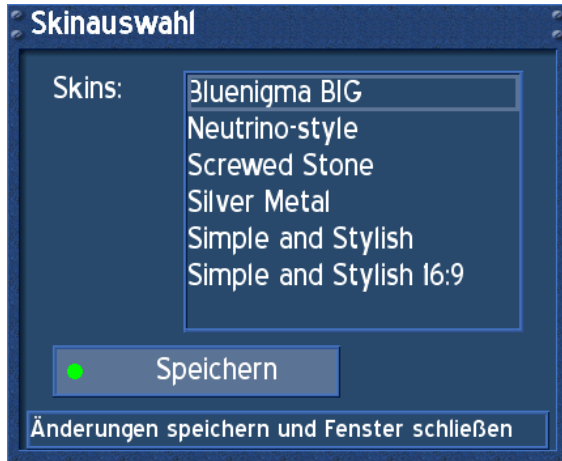 Skinauswahl
Skins:
Bluenigma BIG
Neutrino-style
Screwed Stone
Silver Metal
Simple and Stylish
Simple and Stylish 16:9
Speichern
Änderungen speichern und Fenster schließen